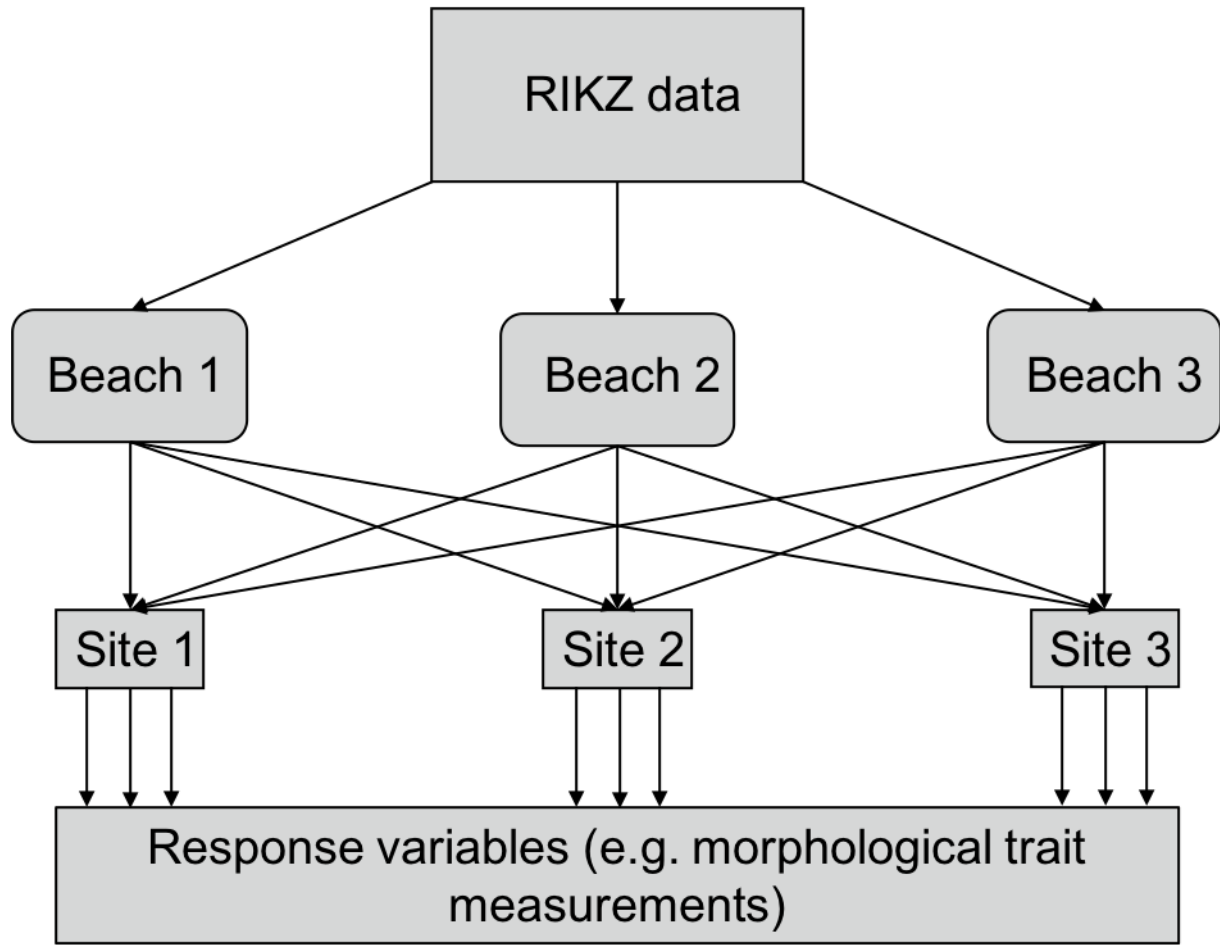 RIKZ data
Beach 1
Beach 2
Beach 3
Site 1
Site 2
Site 3
Response variables (e.g. morphological trait
measurements)